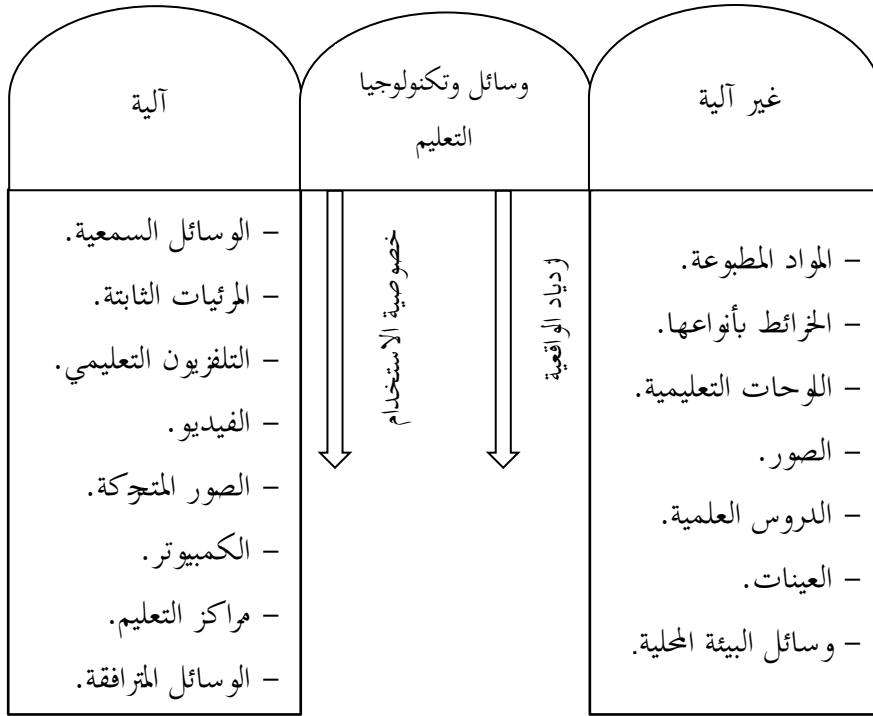 غير آلية
وسائل وتكنولوجيا
التعليم
آلية
– المواد المطبوعة.
– الخرائط بأنواعها.
– اللوحات التعليمية.
– الصور.
– الدروس العلمية.
– العينات.
– وسائل البيئة المحلية.
زدياد الواقعية
خصوصية الاستخدام
– الوسائل السمعية.
– المرئيات الثابتة.
– التلفزيون التعليمي.
– الفيديو.
– الصور المتحركة.
– الكمبيوتر.
– مراكز التعليم.
– الوسائل المترافقة.